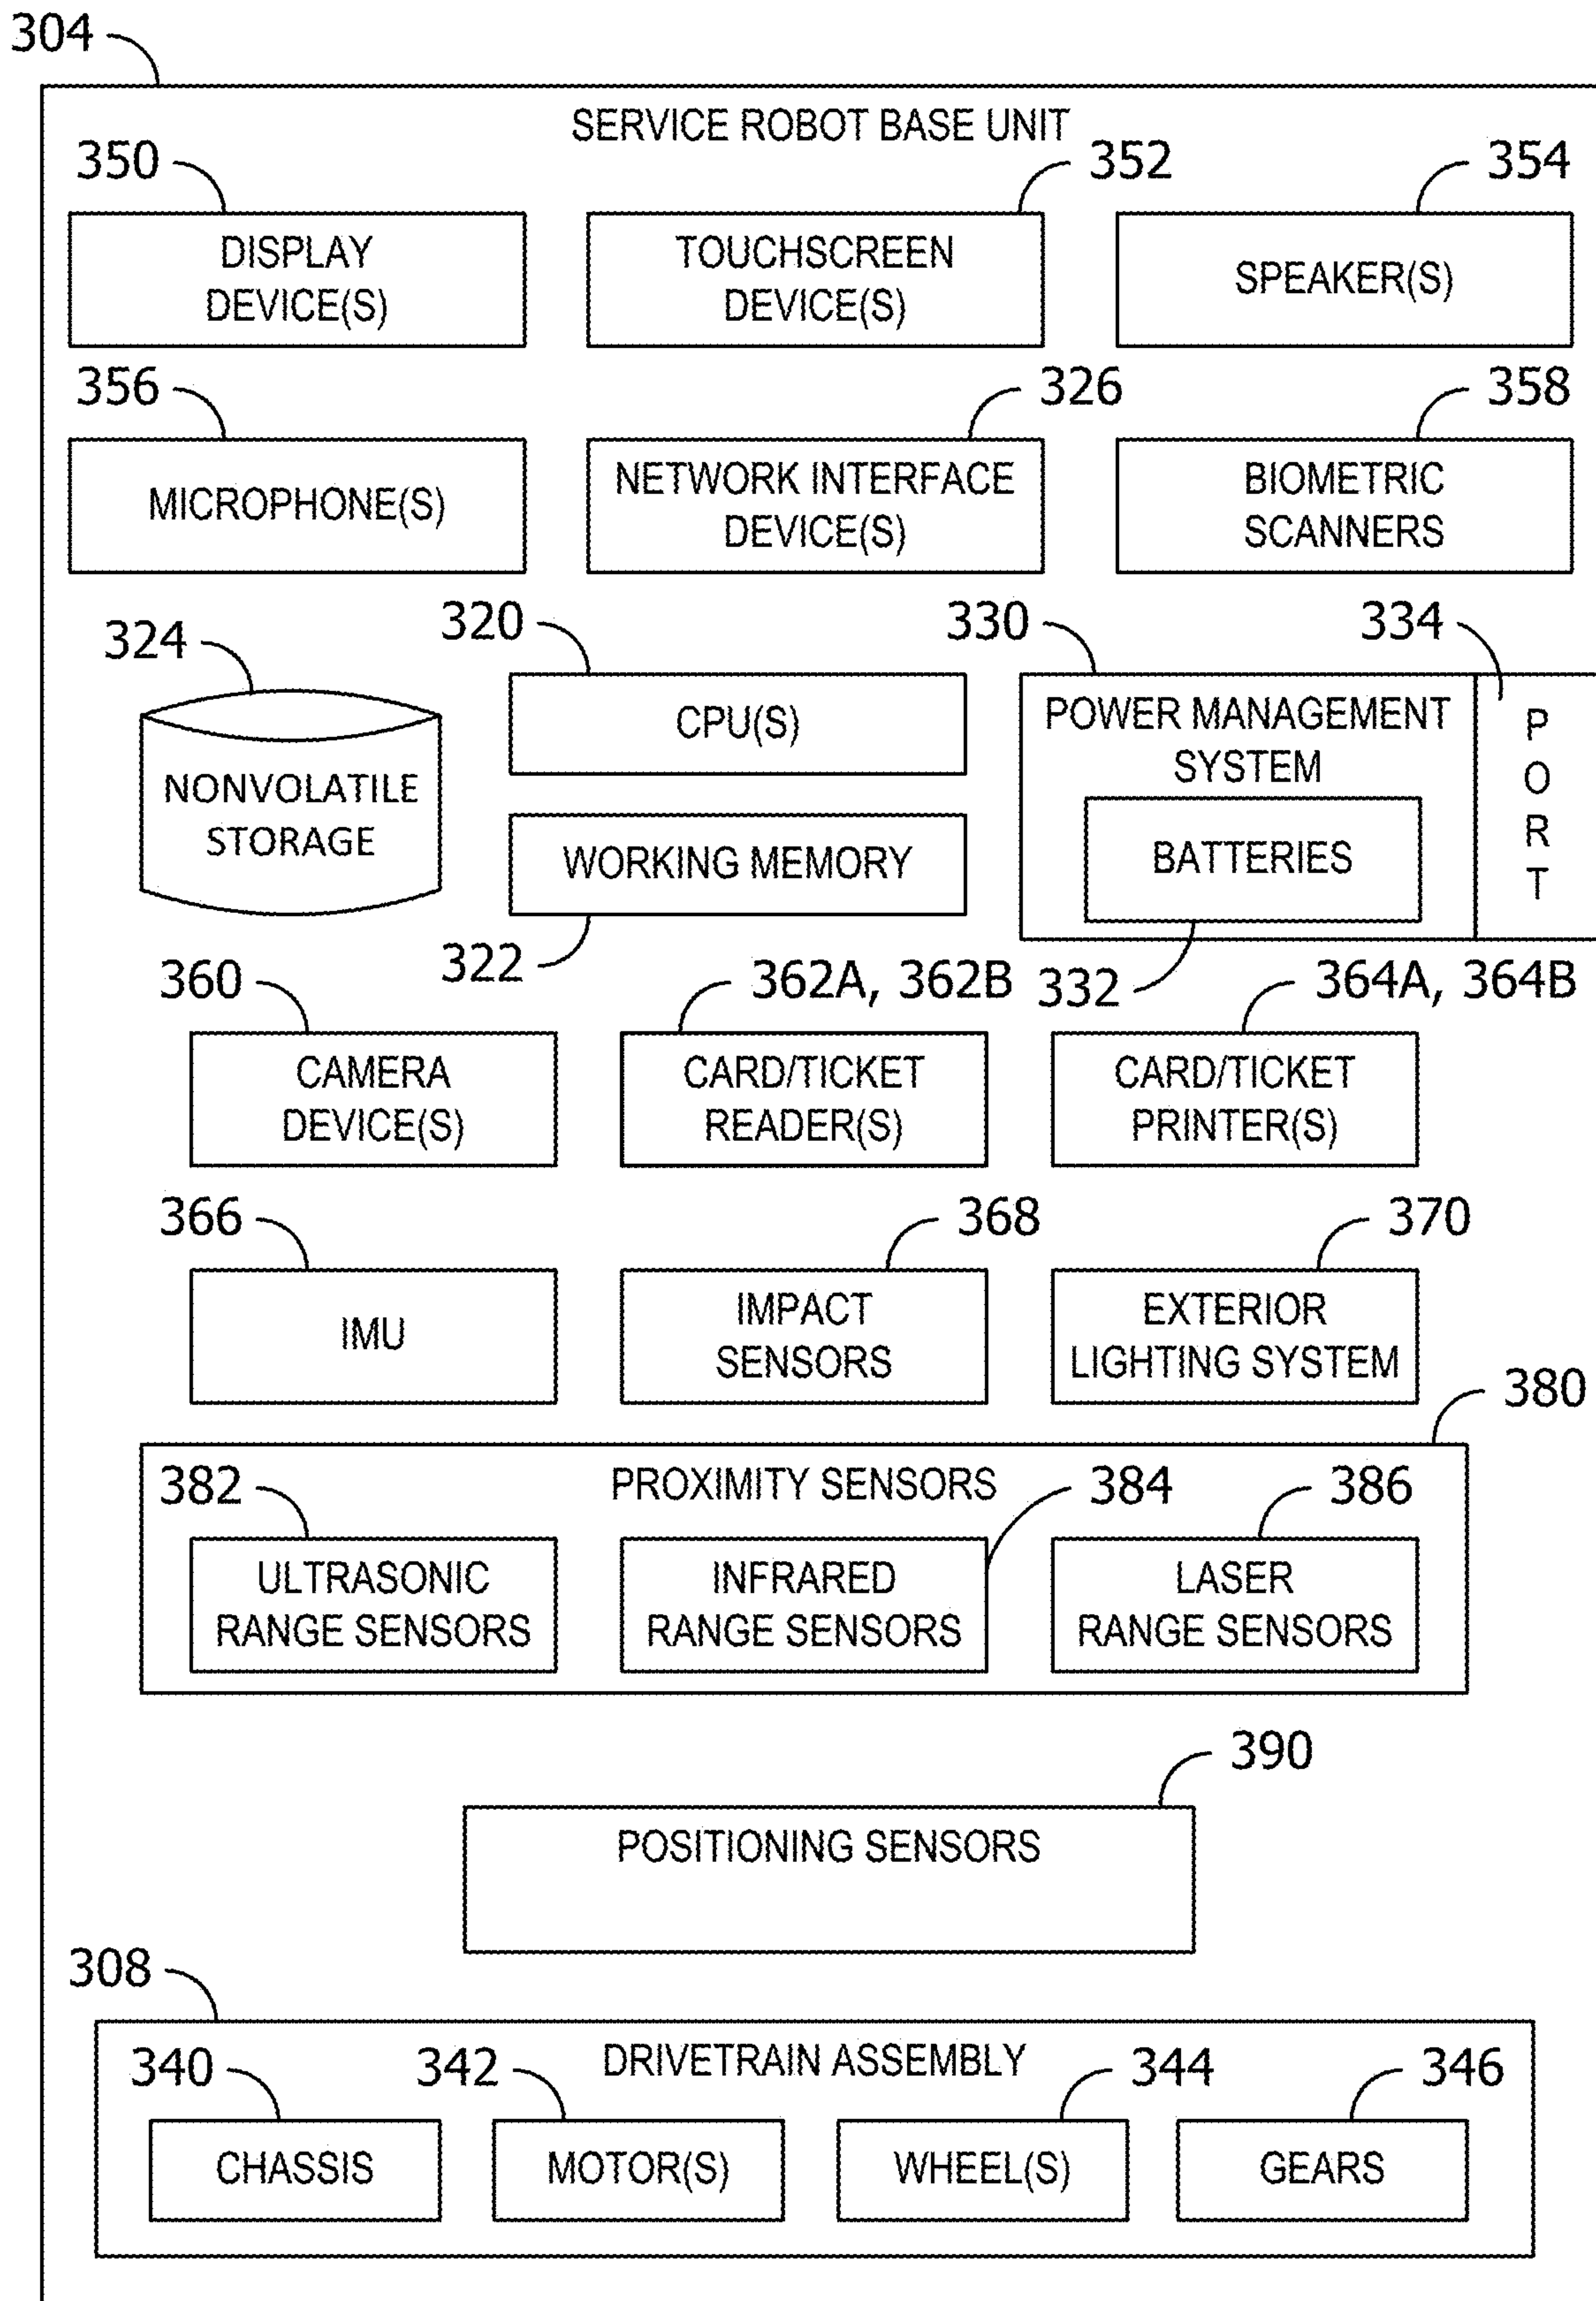 304
SERVICE ROBOT BASE UNIT
350
352
354
DISPLAY
DEVICE(S)
TOUCHSCREEN
DEVICE(S)
SPEAKER(S)
356
326
358
MICROPHONE(S)
NETWORK INTERFACE
DEVICE(S)
BIOMETRIC
SCANNERS
324
320
330
334
NONVOLATILE
STORAGE
CPU(S)
WORKING MEMORY
322
POWER MANAGEMENT
SYSTEM
BATTERIES
332
P
O
R
T
360
362A, 362B
364A, 364B
CAMERA
DEVICE(S)
CARD/TICKET
READER(S)
CARD/TICKET
PRINTER(S)
366
368
370
IMU
IMPACT
SENSORS
EXTERIOR
LIGHTING SYSTEM
380
PROXIMITY SENSORS
382
384
386
ULTRASONIC
RANGE SENSORS
INFRARED
RANGE SENSORS
LASER
RANGE SENSORS
390
POSITIONING SENSORS
308
DRIVETRAIN ASSEMBLY
340
342
344
346
CHASSIS
MOTOR(S)
WHEEL(S)
GEARS